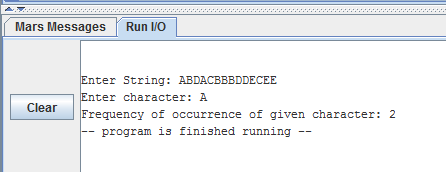 Mars Messages Run I/O
Enter String: ABDACBBBDDECEE
Enter character: A
Clear
Frequency of occurrence of given character: 2
-- program is finished running --